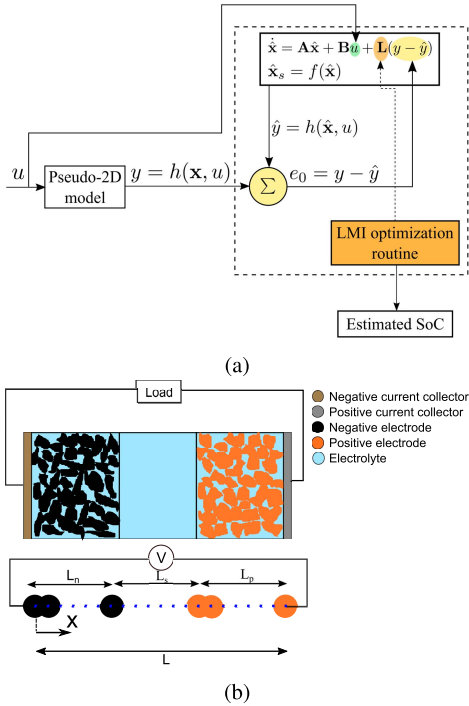 ẋ̂ = Ax̂ + Bu + L(y − ŷ)
x̂ₛ = f(x̂)
ŷ = h(x̂, u)
u
Pseudo-2D
model
y = h(x, u)
Σ
e₀ = y − ŷ
LMI optimization
routine
Estimated SoC
(a)
Load
Negative current collector
Positive current collector
Negative electrode
Positive electrode
Electrolyte
V
Lₙ
Lₛ
Lₚ
X
L
(b)